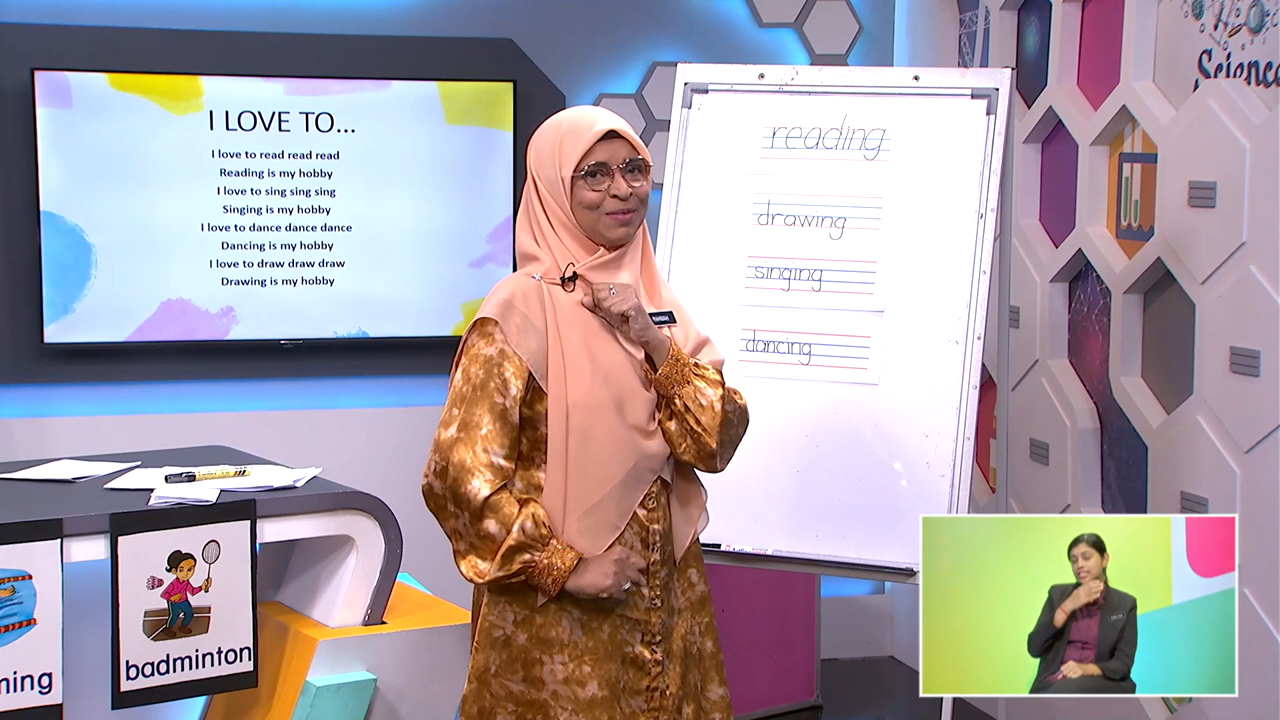 I LOVE TO...
I love to read read read
Reading is my hobby
I love to sing sing sing
Singing is my hobby
I love to dance dance dance
Dancing is my hobby
I love to draw draw draw
Drawing is my hobby
reading
drawing
singing
dancing
Science
ming
badminton